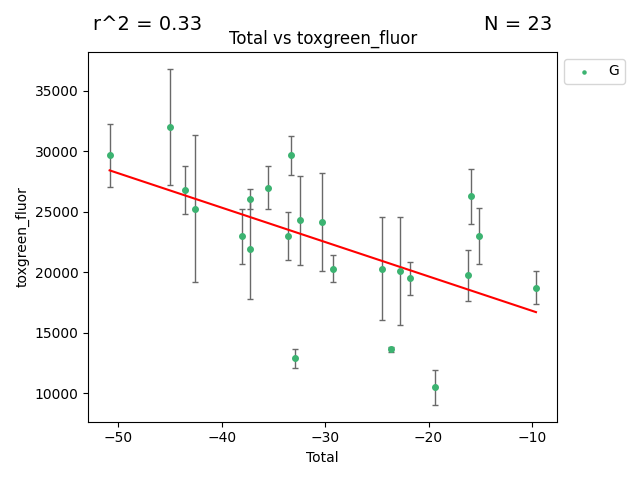 r^2 = 0.33
N = 23
Total vs toxgreen_fluor
G
35000
30000
25000
20000
15000
10000
toxgreen_fluor
−50
−40
−30
−20
−10
Total